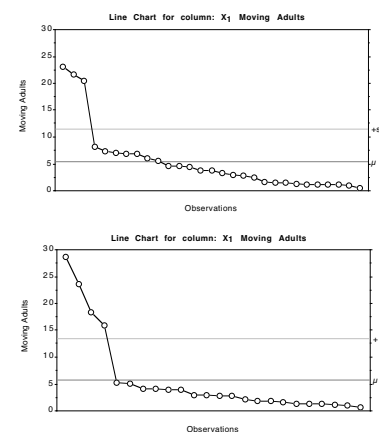 Line Chart for column: X1 Moving Adults
30
25
20
15
10
5
0
Moving Adults
+s
µ
Observations
Line Chart for column: X1 Moving Adults
30
25
20
15
10
5
0
Moving Adults
+
µ
Observations